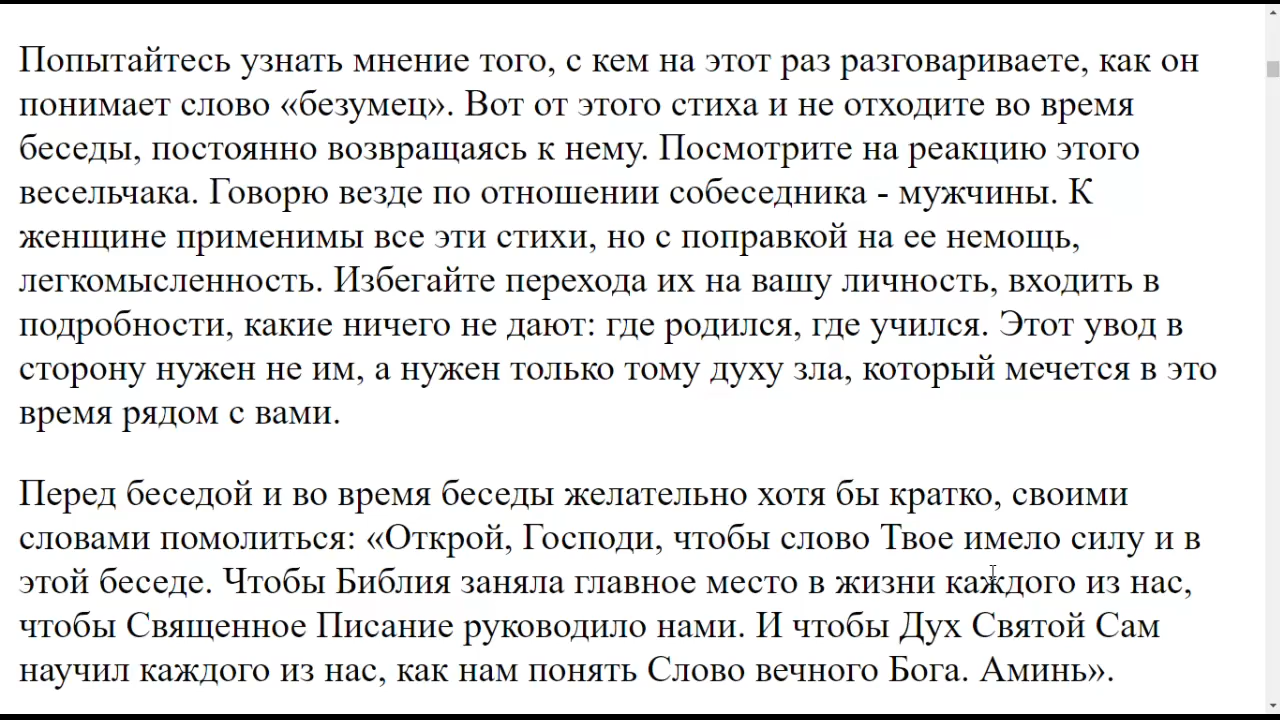 Попытайтесь узнать мнение того, с кем на этот раз разговариваете, как он
понимает слово «безумец». Вот от этого стиха и не отходите во время
беседы, постоянно возвращаясь к нему. Посмотрите на реакцию этого
весельчака. Говорю везде по отношении собеседника - мужчины. К
женщине применимы все эти стихи, но с поправкой на ее немощь,
легкомысленность. Избегайте перехода их на вашу личность, входить в
подробности, какие ничего не дают: где родился, где учился. Этот увод в
сторону нужен не им, а нужен только тому духу зла, который мечется в это
время рядом с вами.
Перед беседой и во время беседы желательно хотя бы кратко, своими
словами помолиться: «Открой, Господи, чтобы слово Твое имело силу и в
этой беседе. Чтобы Библия заняла главное место в жизни каждого из нас,
чтобы Священное Писание руководило нами. И чтобы Дух Святой Сам
научил каждого из нас, как нам понять Слово вечного Бога. Аминь».